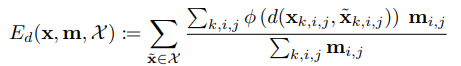 E_d(\mathbf{x}, \mathbf{m}, \mathcal{X}) := \sum_{\tilde{\mathbf{x}} \in \mathcal{X}} \frac{\sum_{k,i,j} \phi\left(d(\mathbf{x}_{k,i,j}, \tilde{\mathbf{x}}_{k,i,j})\right) \mathbf{m}_{i,j}}{\sum_{k,i,j} \mathbf{m}_{i,j}}